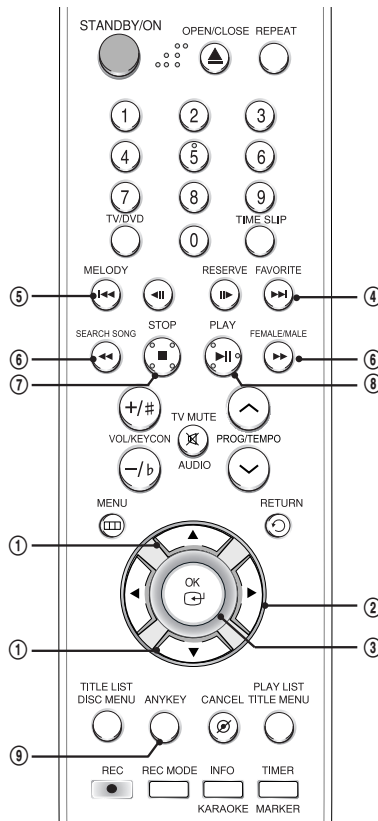 STANDBY/ON
OPEN/CLOSE REPEAT
1 2 3
4 5 6
7 8 9
TV/DVD TIME SLIP
0
MELODY RESERVE FAVORITE
⑤ ④
SEARCH SONG STOP PLAY FEMALE/MALE
⑥ ⑥
⑦ ⑧
+/♯
TV MUTE
VOL/KEYCON PROG/TEMPO
−/♭
AUDIO
MENU RETURN
①
OK
②
③
①
TITLE LIST PLAY LIST
DISC MENU ANYKEY CANCEL TITLE MENU
⑨
REC REC MODE INFO TIMER
KARAOKE MARKER